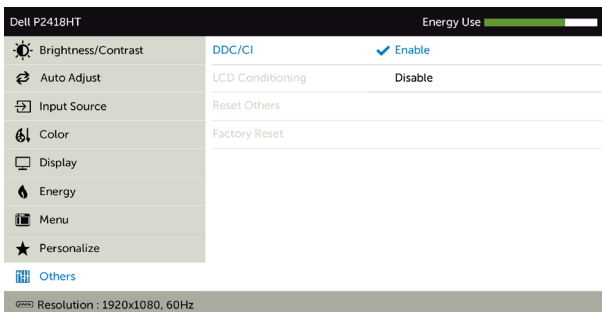 Dell P2418HT
Energy Use
Brightness/Contrast
DDC/CI
Enable
Auto Adjust
LCD Conditioning
Disable
Input Source
Reset Others
Color
Factory Reset
Display
Energy
Menu
Personalize
Others
Resolution : 1920x1080, 60Hz